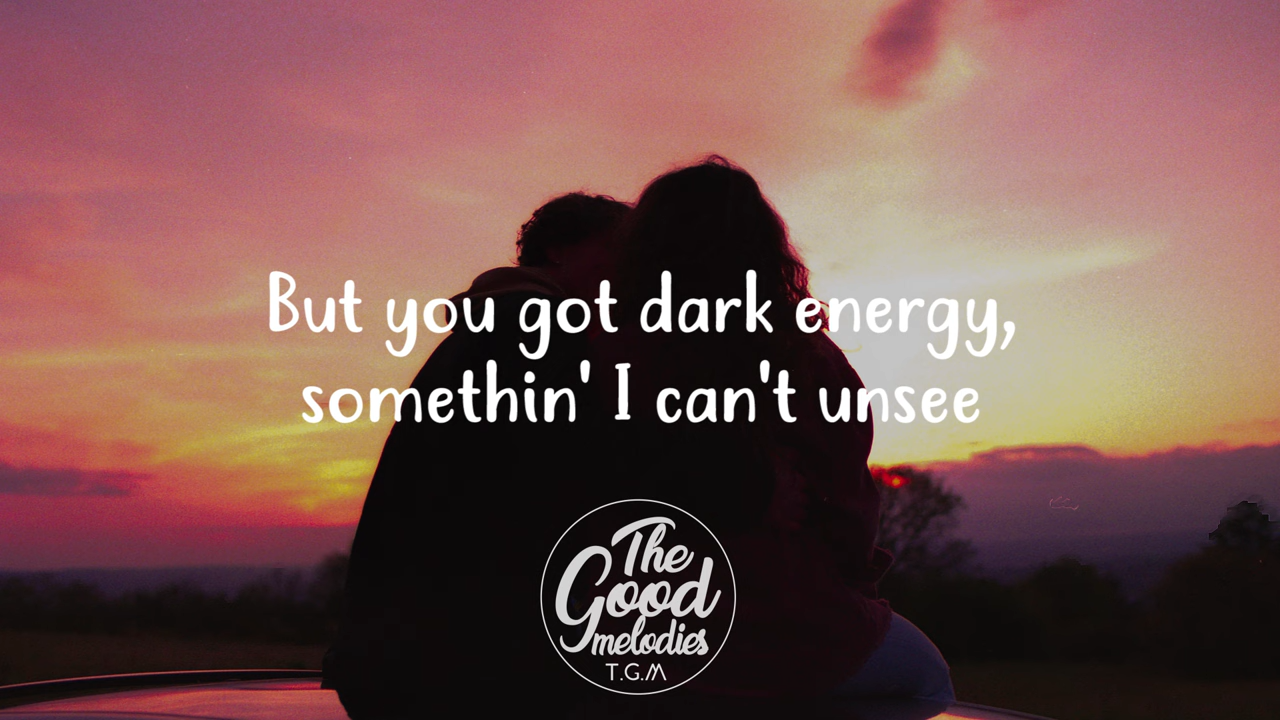 But you got dark energy,
somethin' I can't unsee
The
Good
melodies
T.G.M